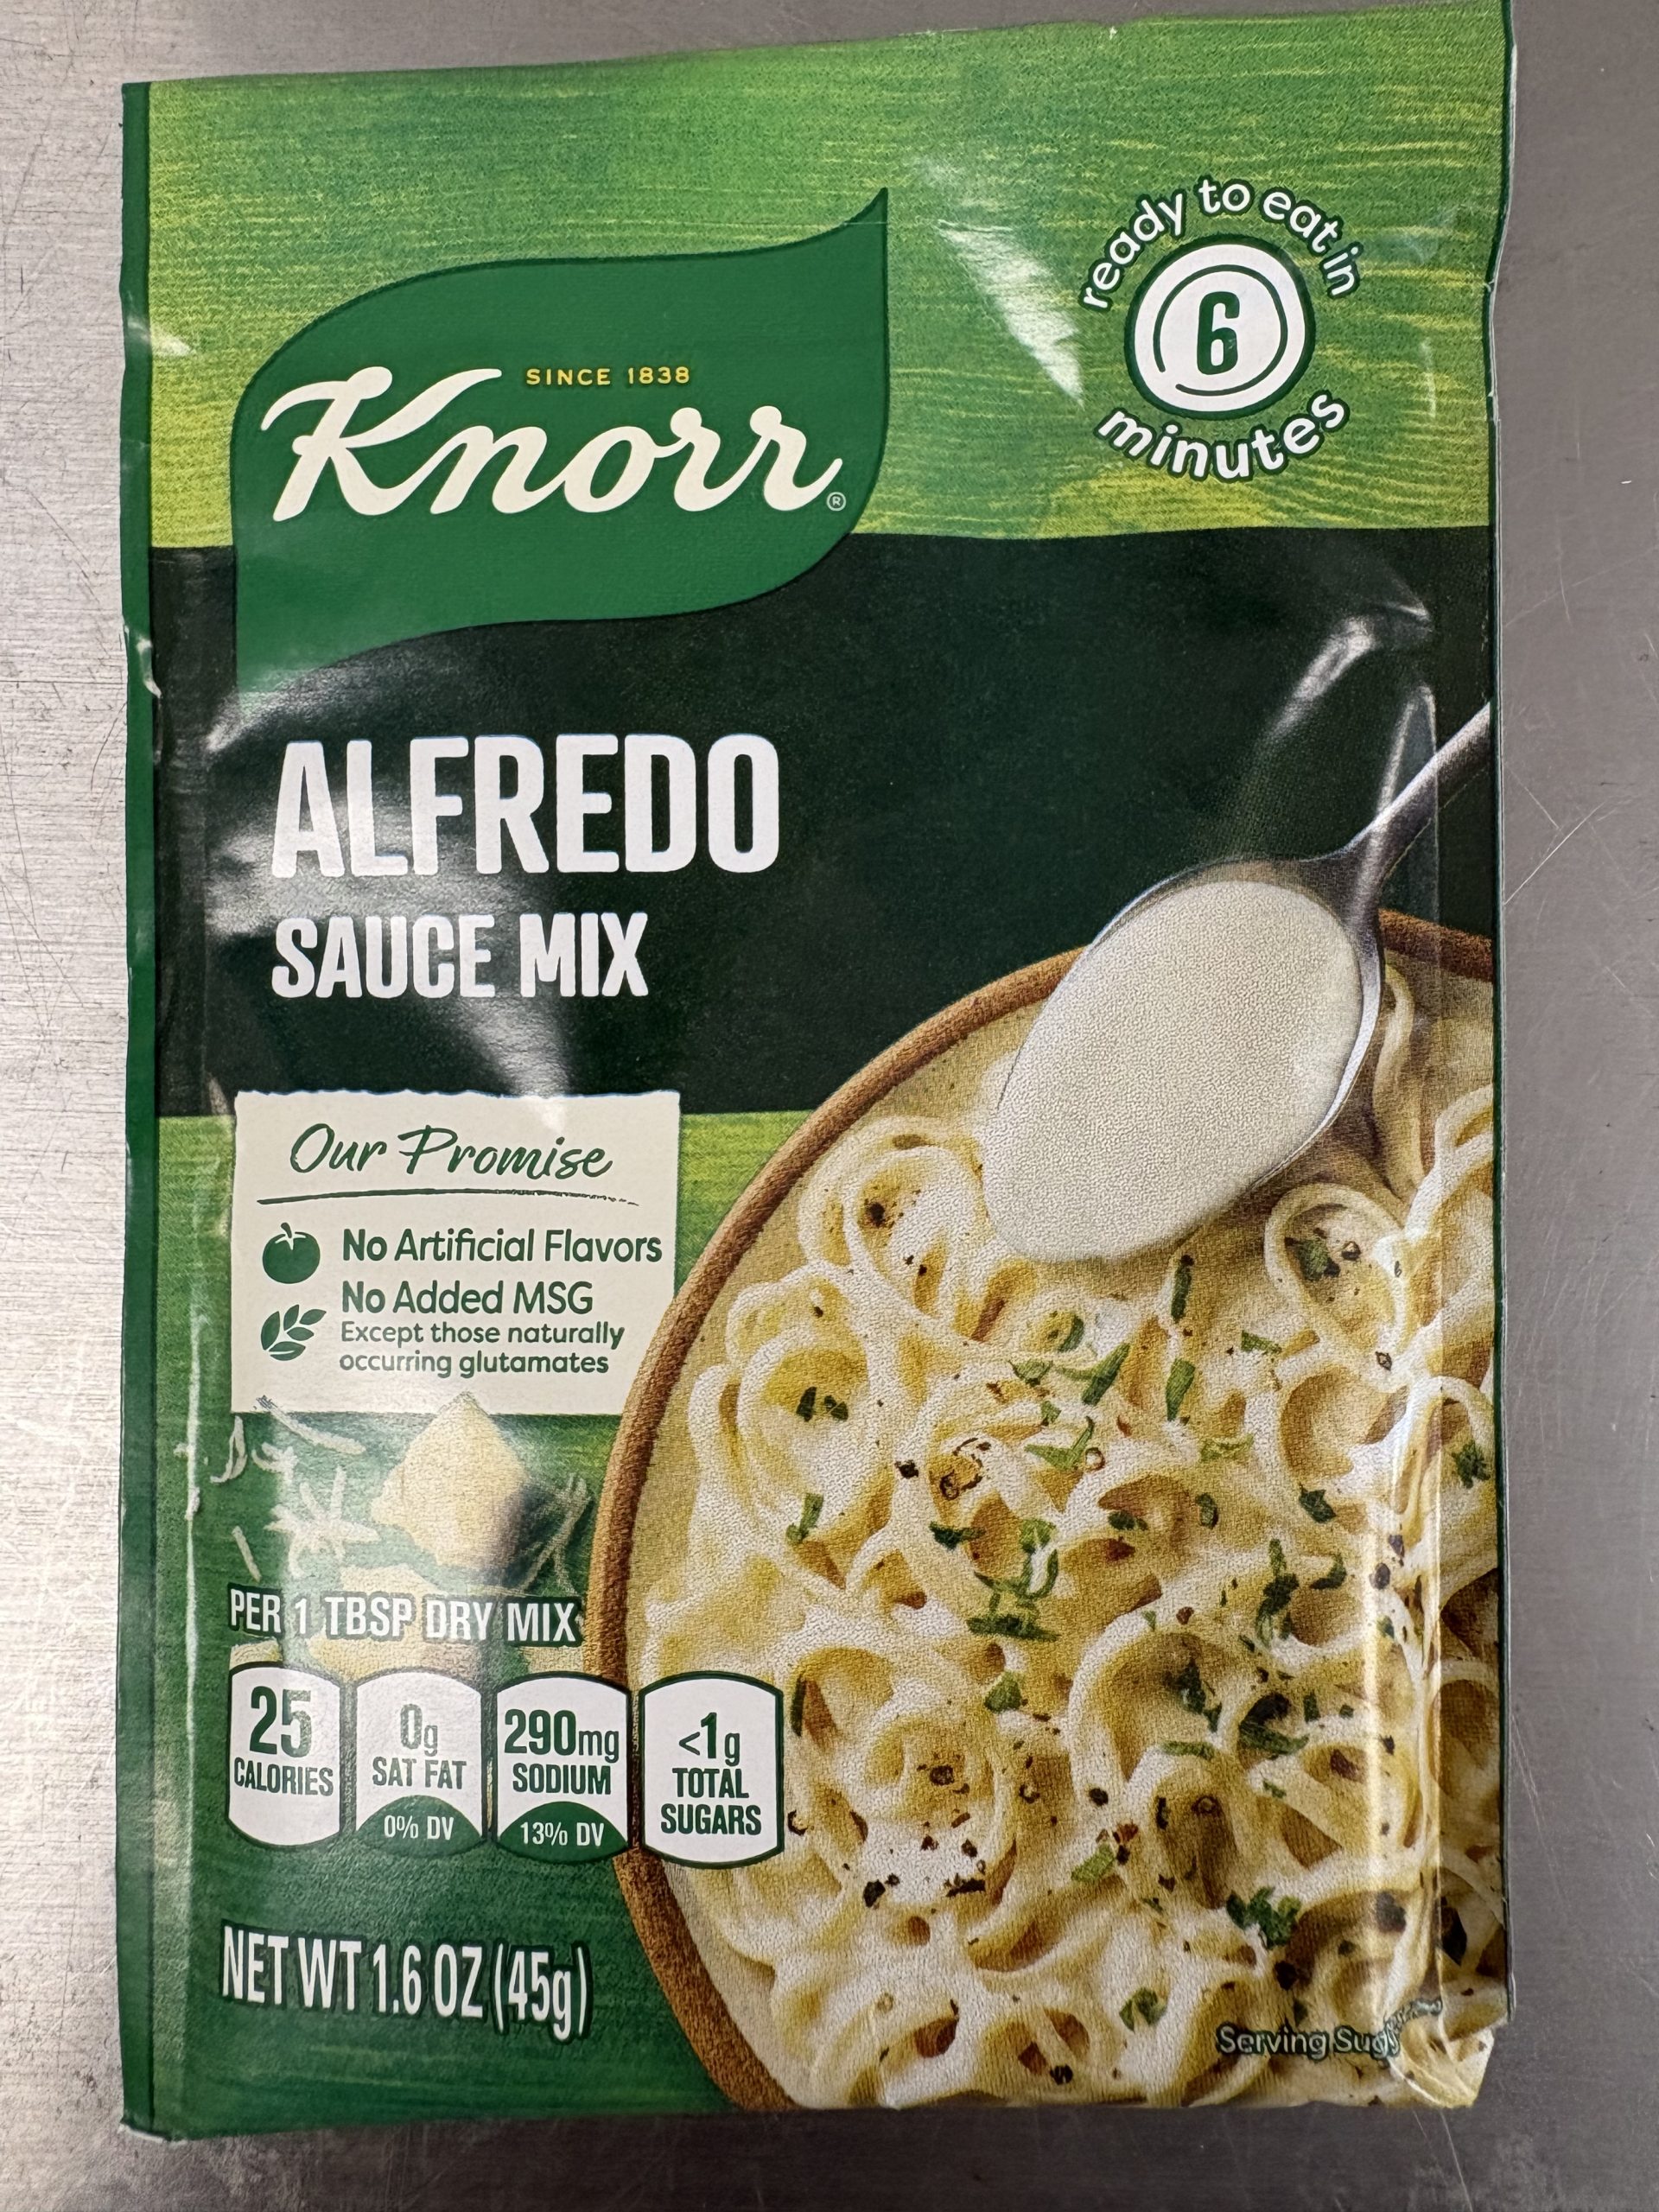 ready to eat in
6
minutes
SINCE 1838
Knorr®
ALFREDO
SAUCE MIX
Our Promise
No Artificial Flavors
No Added MSG
Except those naturally
occurring glutamates
PER 1 TBSP DRY MIX
25
CALORIES
0g
SAT FAT
0% DV
290mg
SODIUM
13% DV
<1g
TOTAL
SUGARS
NET WT 1.6 OZ (45g)
Serving